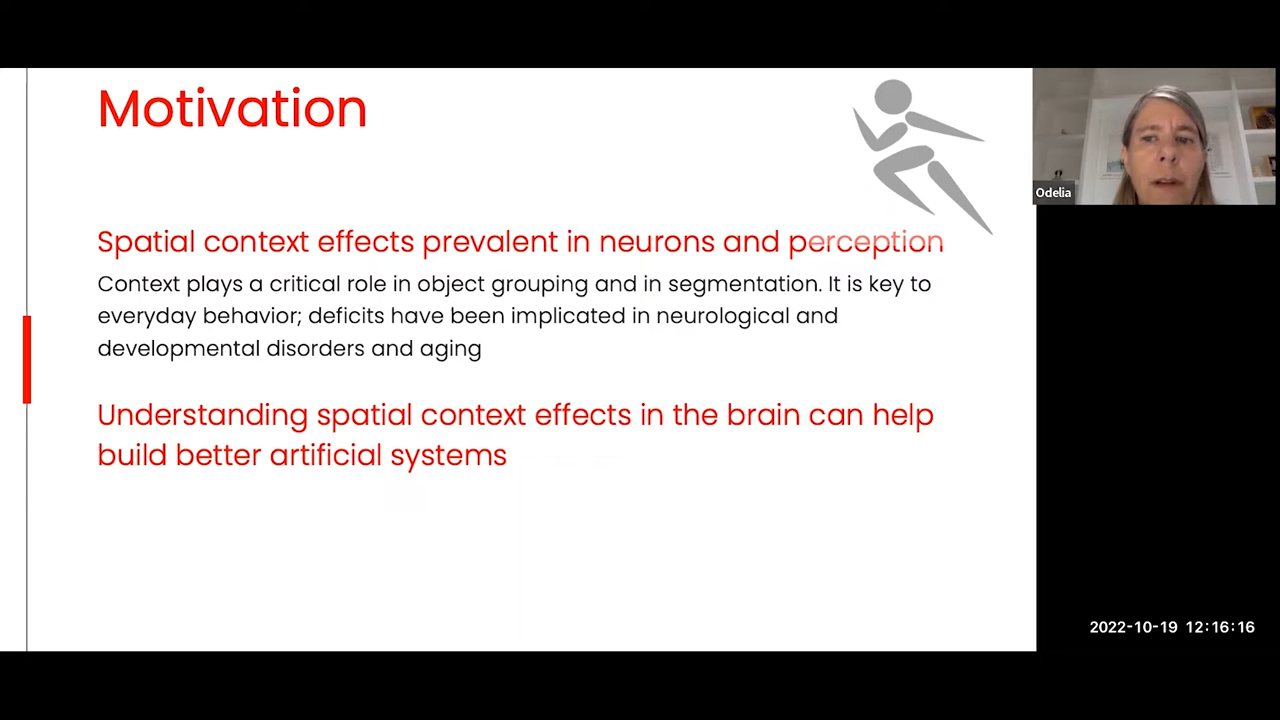 Motivation
Spatial context effects prevalent in neurons and perception
Context plays a critical role in object grouping and in segmentation. It is key to
everyday behavior; deficits have been implicated in neurological and
developmental disorders and aging
Understanding spatial context effects in the brain can help
build better artificial systems
Odelia
2022-10-19 12:16:16